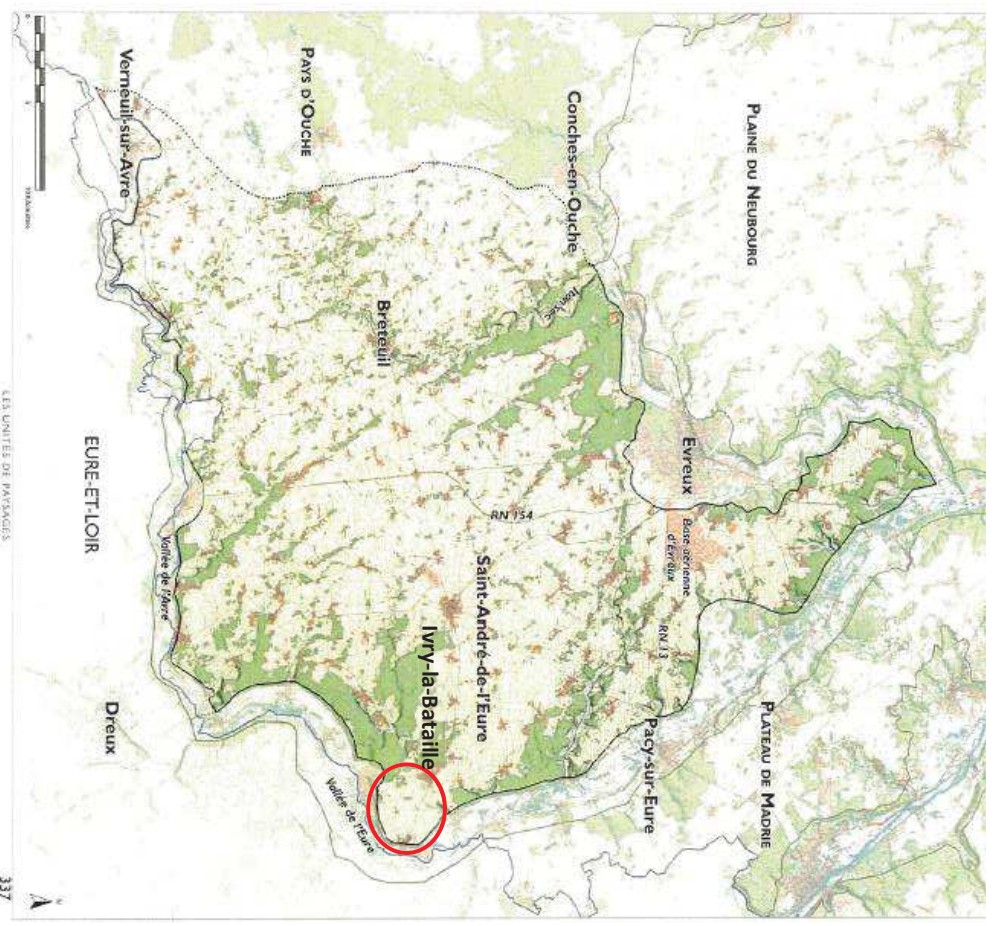 PLAINE DU NEUBOURG
PLATEAU DE MADRIE
Evreux
Base aérienne
d'Evreux
RN 13
Pacy-sur-Eure
Conches-en-Ouche
RN 154
Saint-André-de-l'Eure
Ivry-la-Bataille
Breteuil
Vallée de l'Eure
PAYS D'OUCHE
Vallée de l'Avre
Verneuil-sur-Avre
Dreux
EURE-ET-LOIR
LES UNITÉS DE PAYSAGES
337
N